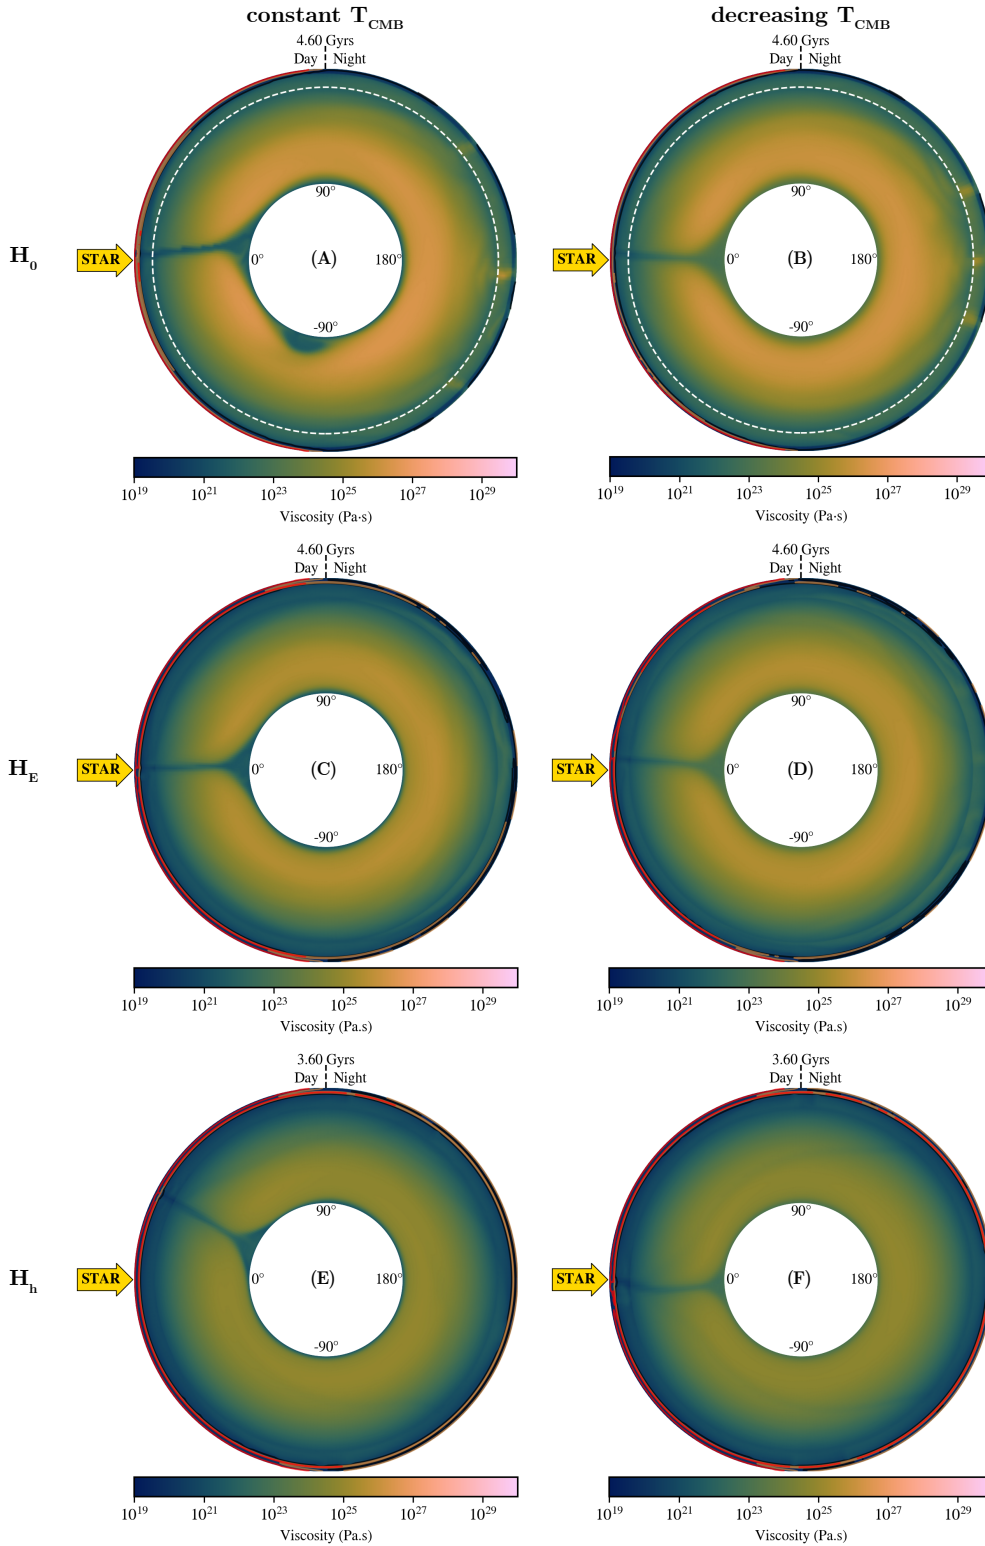 constant T_CMB
decreasing T_CMB
4.60 Gyrs
Day Night
4.60 Gyrs
Day Night
H_0
STAR
90°
0° (A) 180°
-90°
STAR
90°
0° (B) 180°
-90°
10^19 10^21 10^23 10^25 10^27 10^29
Viscosity (Pa·s)
10^19 10^21 10^23 10^25 10^27 10^29
Viscosity (Pa·s)
4.60 Gyrs
Day Night
4.60 Gyrs
Day Night
H_E
STAR
90°
0° (C) 180°
-90°
STAR
90°
0° (D) 180°
-90°
10^19 10^21 10^23 10^25 10^27 10^29
Viscosity (Pa.s)
10^19 10^21 10^23 10^25 10^27 10^29
Viscosity (Pa.s)
3.60 Gyrs
Day Night
3.60 Gyrs
Day Night
H_h
STAR
90°
0° (E) 180°
-90°
STAR
90°
0° (F) 180°
-90°
10^19 10^21 10^23 10^25 10^27 10^29
Viscosity (Pa.s)
10^19 10^21 10^23 10^25 10^27 10^29
Viscosity (Pa.s)